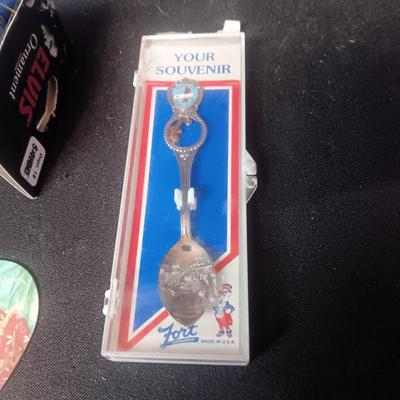 YOUR
SOUVENIR
ELVIS
Ornament
Fort
MADE IN U.S.A.